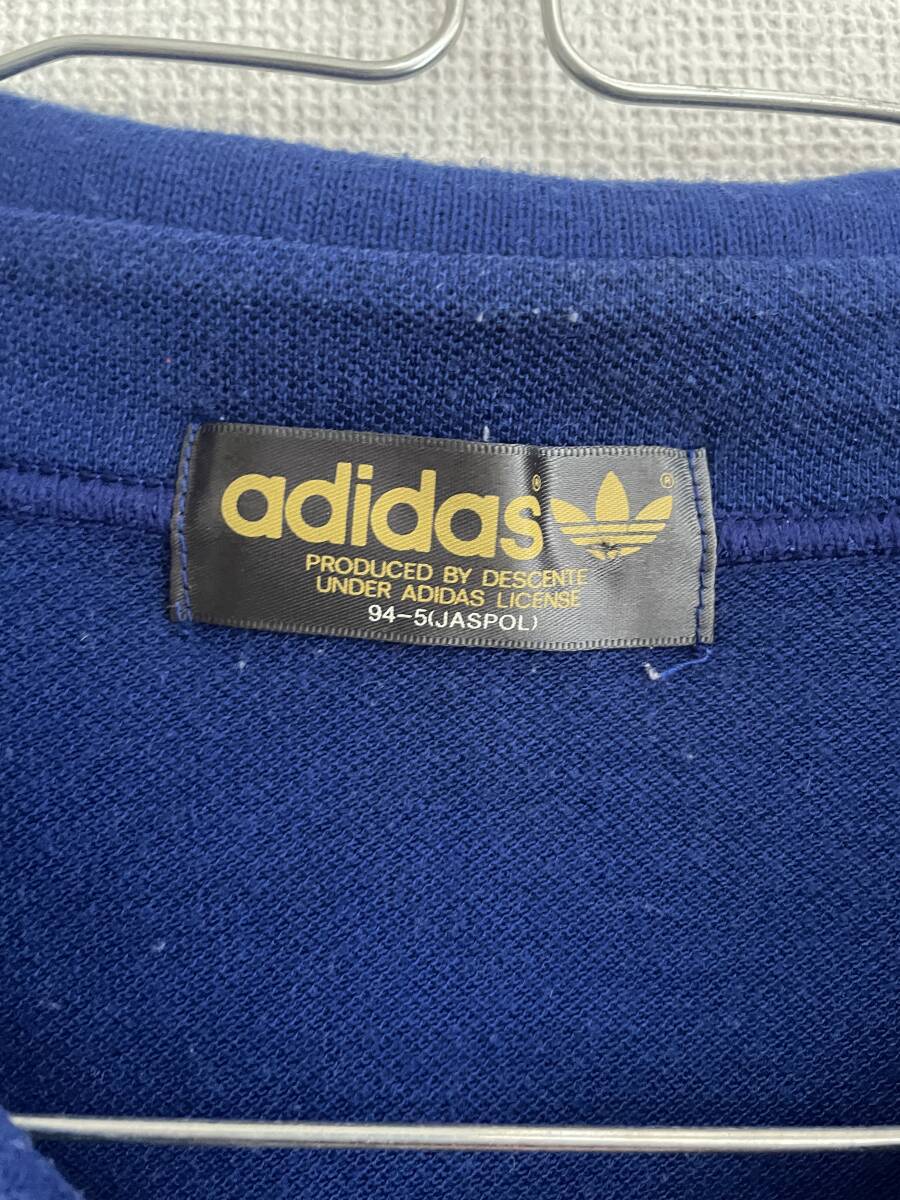 adidas® ®
PRODUCED BY DESCENTE
UNDER ADIDAS LICENSE
94-5(JASPOL)